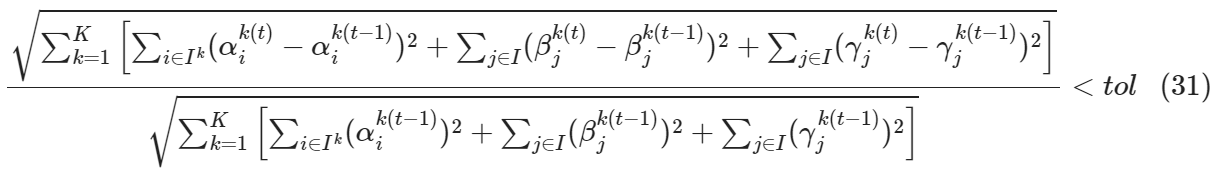 \frac{\sqrt{\sum_{k=1}^{K}\left[\sum_{i\in I^k}(\alpha_i^{k(t)}-\alpha_i^{k(t-1)})^2+\sum_{j\in I}(\beta_j^{k(t)}-\beta_j^{k(t-1)})^2+\sum_{j\in I}(\gamma_j^{k(t)}-\gamma_j^{k(t-1)})^2\right]}}{\sqrt{\sum_{k=1}^{K}\left[\sum_{i\in I^k}(\alpha_i^{k(t-1)})^2+\sum_{j\in I}(\beta_j^{k(t-1)})^2+\sum_{j\in I}(\gamma_j^{k(t-1)})^2\right]}} < tol (31)